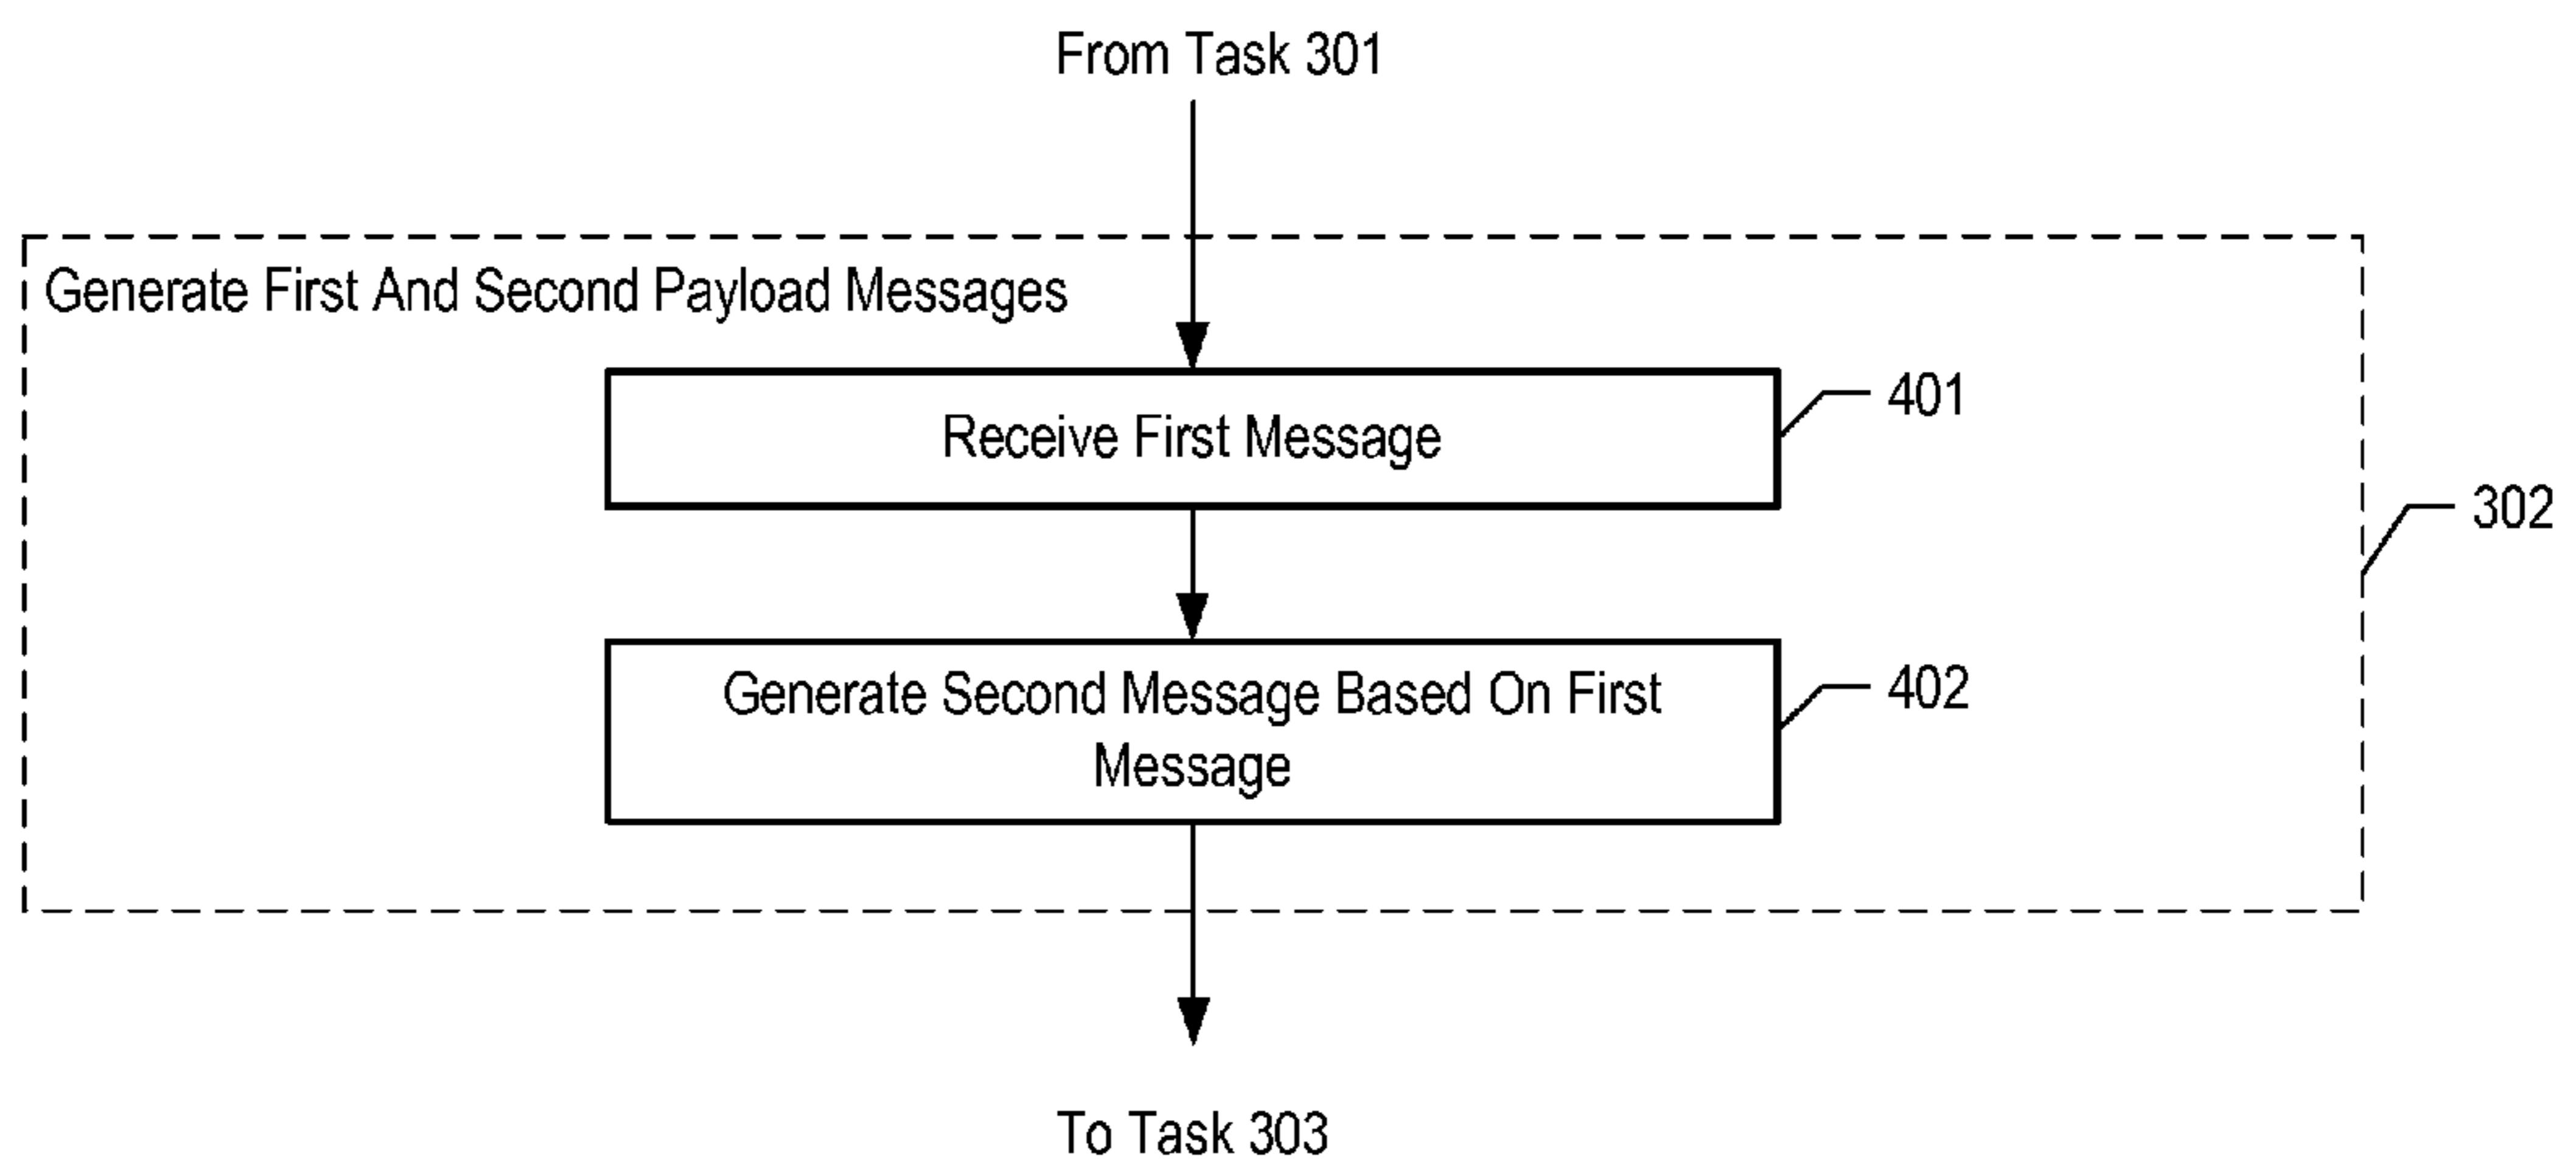 From Task 301
Generate First And Second Payload Messages
Receive First Message
401
302
Generate Second Message Based On First
Message
402
To Task 303